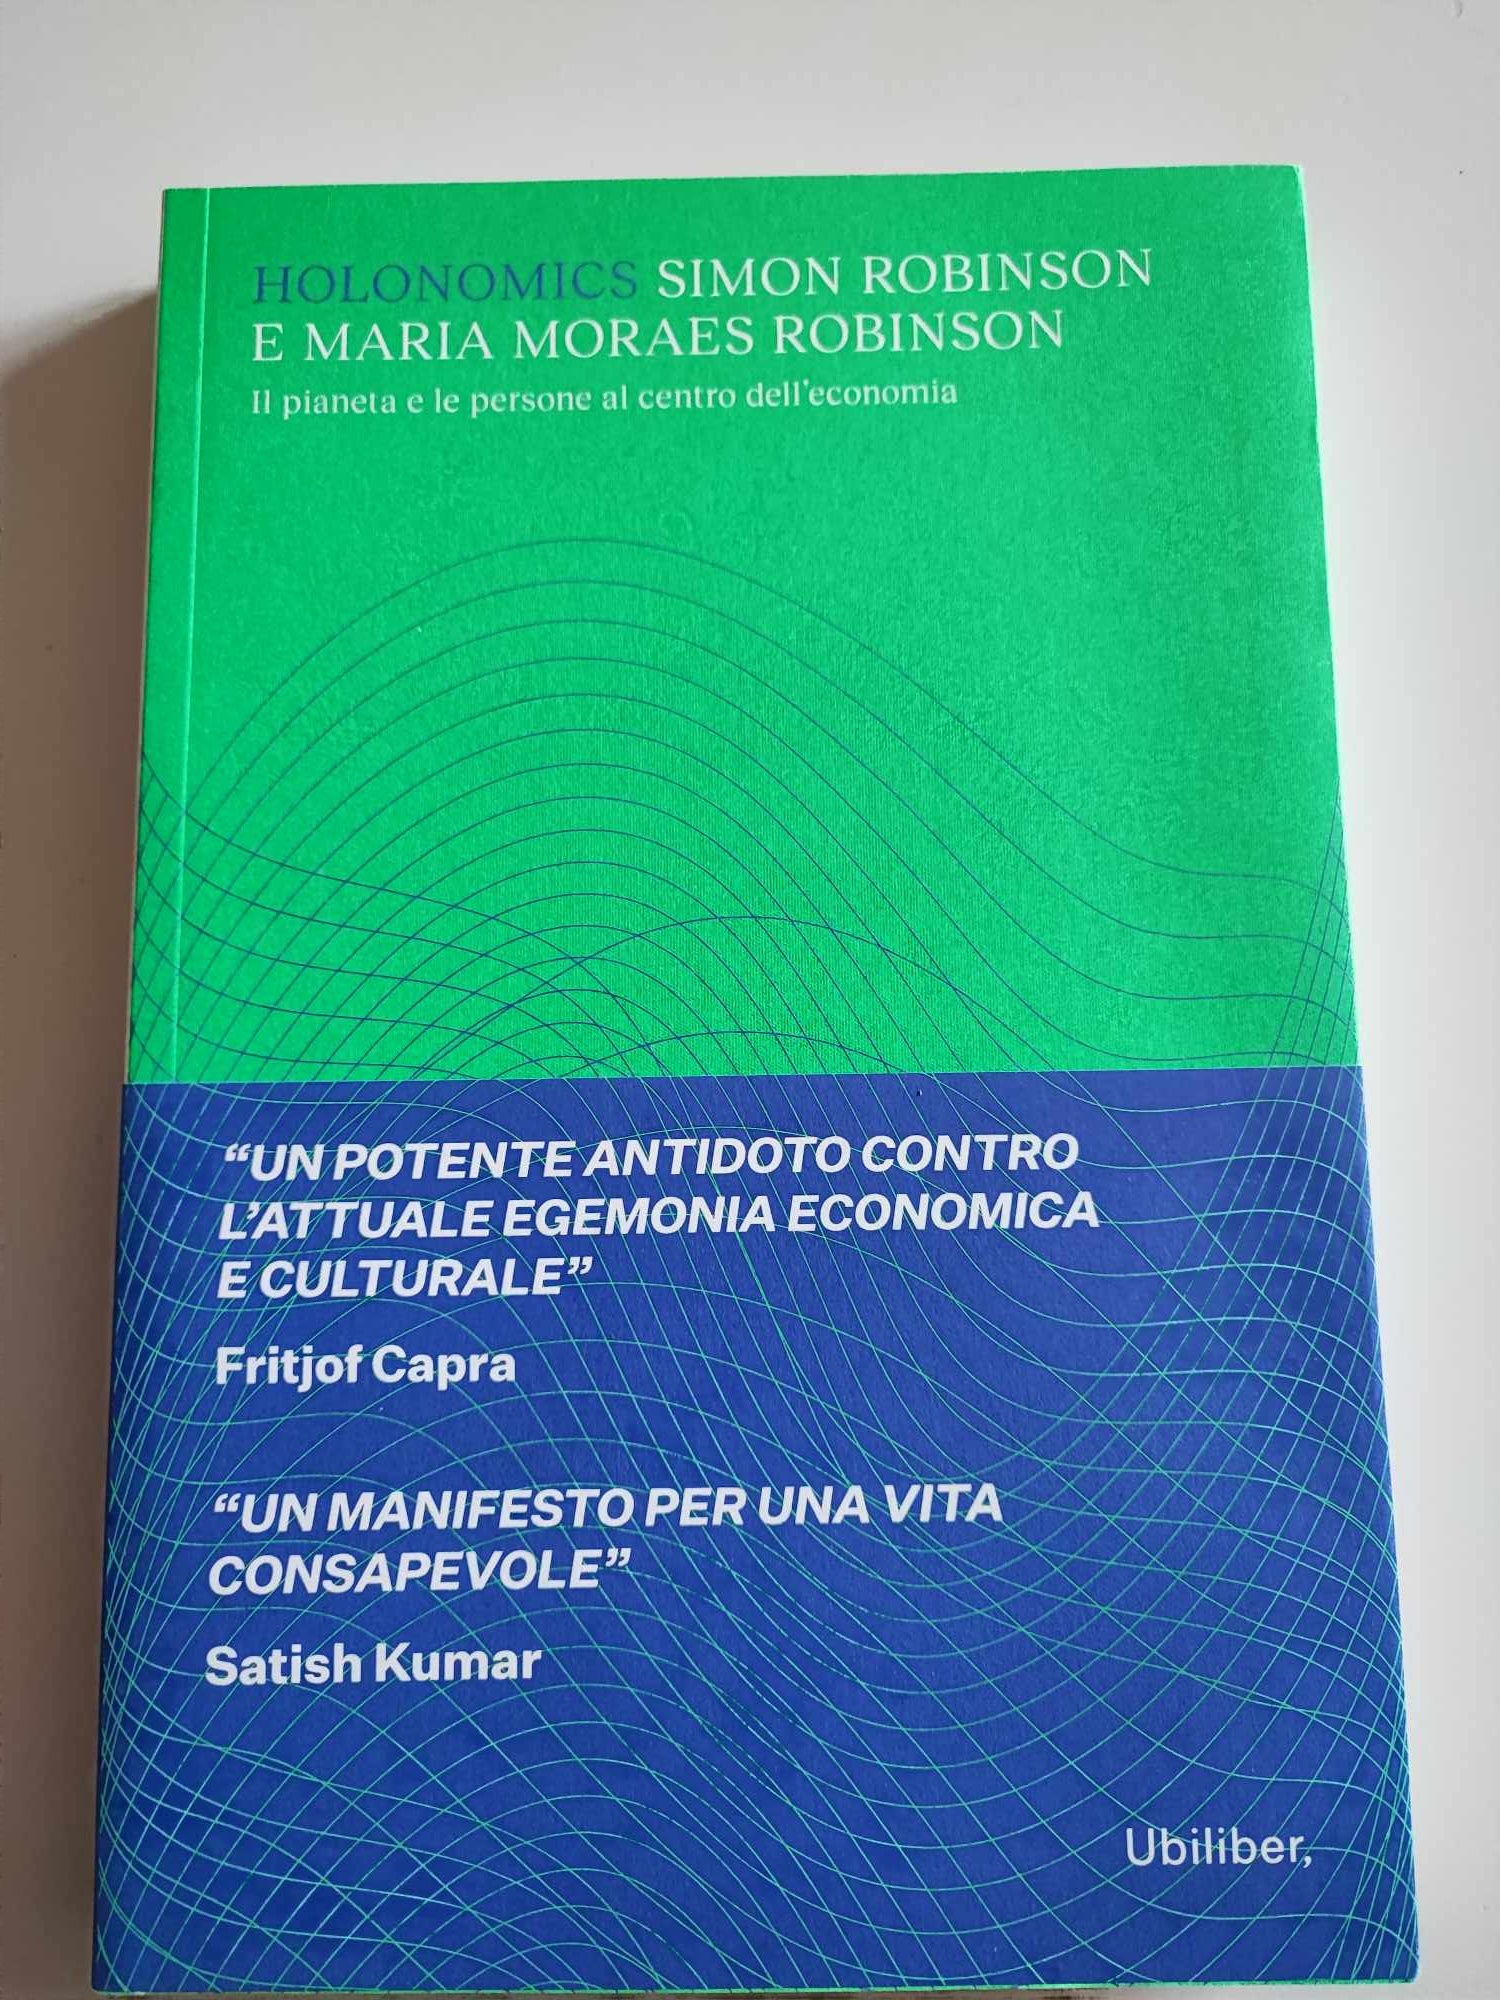 HOLONOMICS SIMON ROBINSON
E MARIA MORAES ROBINSON
Il pianeta e le persone al centro dell'economia
“UN POTENTE ANTIDOTO CONTRO
L’ATTUALE EGEMONIA ECONOMICA
E CULTURALE”
Fritjof Capra
“UN MANIFESTO PER UNA VITA
CONSAPEVOLE”
Satish Kumar
Ubiliber,